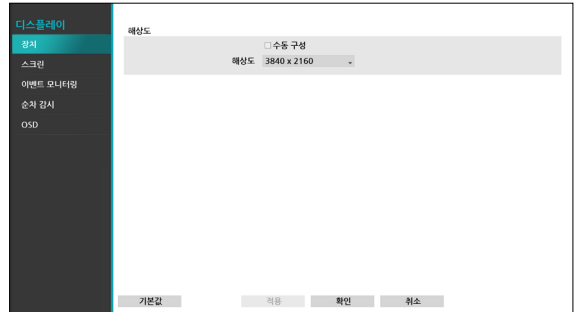 디스플레이
장치
스크린
이벤트 모니터링
순차 감시
OSD
해상도
수동 구성
해상도 3840 x 2160
기본값 적용 확인 취소